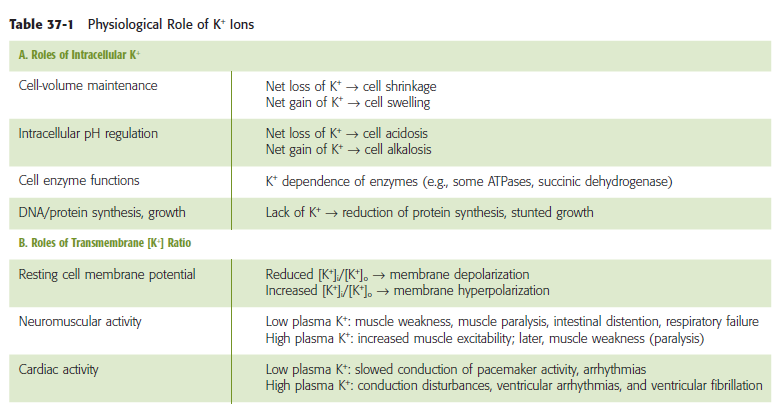 Table 37-1 Physiological Role of K⁺ Ions
A. Roles of Intracellular K⁺
Cell-volume maintenance
Net loss of K⁺ → cell shrinkage
Net gain of K⁺ → cell swelling
Intracellular pH regulation
Net loss of K⁺ → cell acidosis
Net gain of K⁺ → cell alkalosis
Cell enzyme functions
K⁺ dependence of enzymes (e.g., some ATPases, succinic dehydrogenase)
DNA/protein synthesis, growth
Lack of K⁺ → reduction of protein synthesis, stunted growth
B. Roles of Transmembrane [K⁺] Ratio
Resting cell membrane potential
Reduced [K⁺]ᵢ/[K⁺]ₒ → membrane depolarization
Increased [K⁺]ᵢ/[K⁺]ₒ → membrane hyperpolarization
Neuromuscular activity
Low plasma K⁺: muscle weakness, muscle paralysis, intestinal distention, respiratory failure
High plasma K⁺: increased muscle excitability; later, muscle weakness (paralysis)
Cardiac activity
Low plasma K⁺: slowed conduction of pacemaker activity, arrhythmias
High plasma K⁺: conduction disturbances, ventricular arrhythmias, and ventricular fibrillation